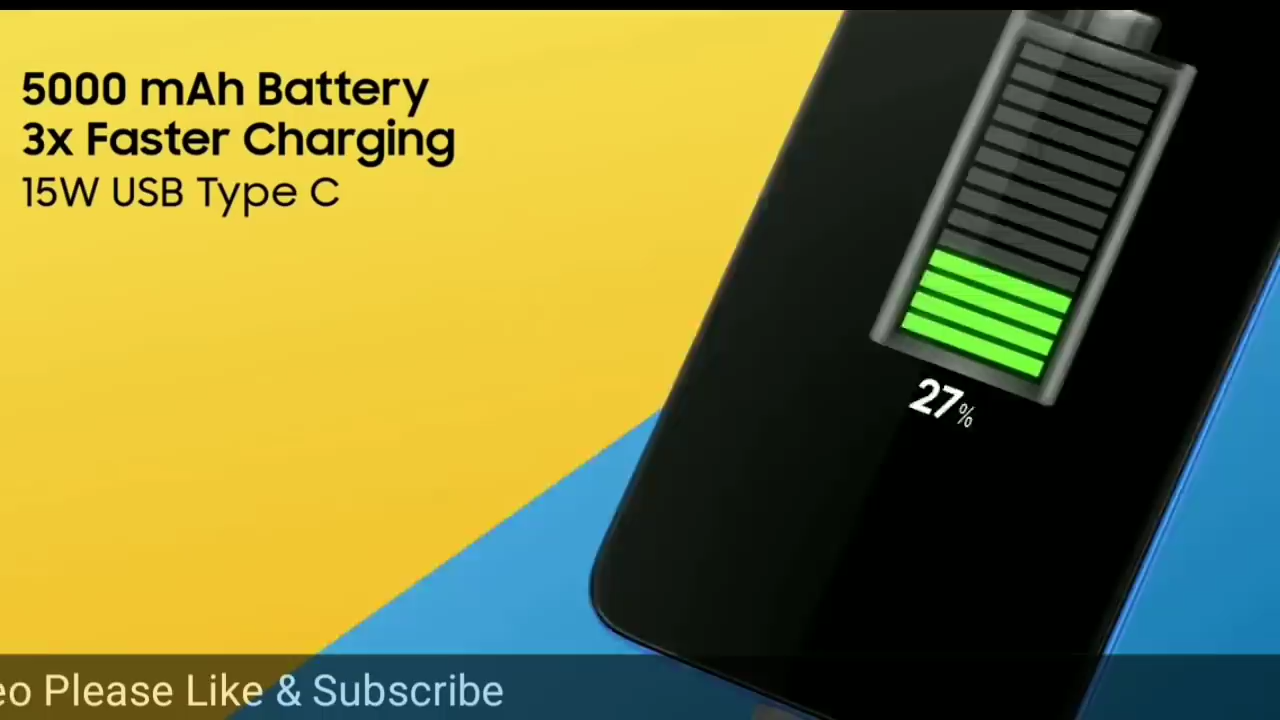 5000 mAh Battery
3x Faster Charging
15W USB Type C
27%
Please Like & Subscribe